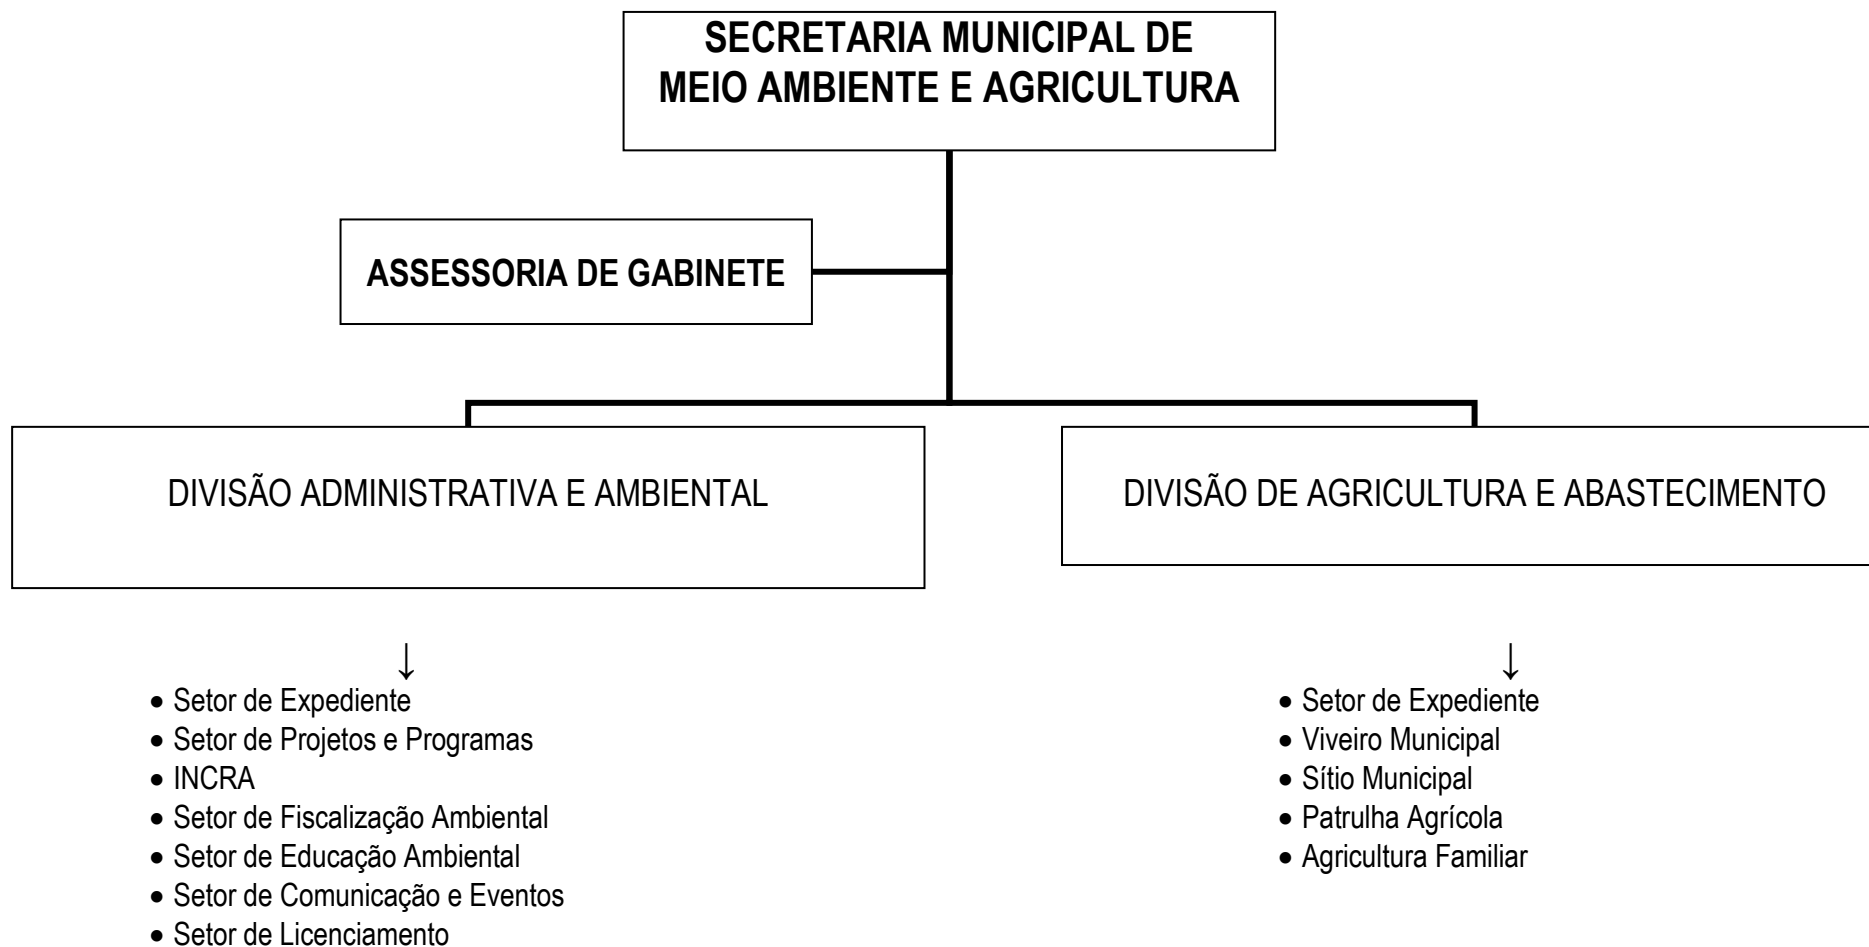 SECRETARIA MUNICIPAL DE
MEIO AMBIENTE E AGRICULTURA
ASSESSORIA DE GABINETE
DIVISÃO ADMINISTRATIVA E AMBIENTAL
DIVISÃO DE AGRICULTURA E ABASTECIMENTO
↓
• Setor de Expediente
• Setor de Projetos e Programas
• INCRA
• Setor de Fiscalização Ambiental
• Setor de Educação Ambiental
• Setor de Comunicação e Eventos
• Setor de Licenciamento
↓
• Setor de Expediente
• Viveiro Municipal
• Sítio Municipal
• Patrulha Agrícola
• Agricultura Familiar